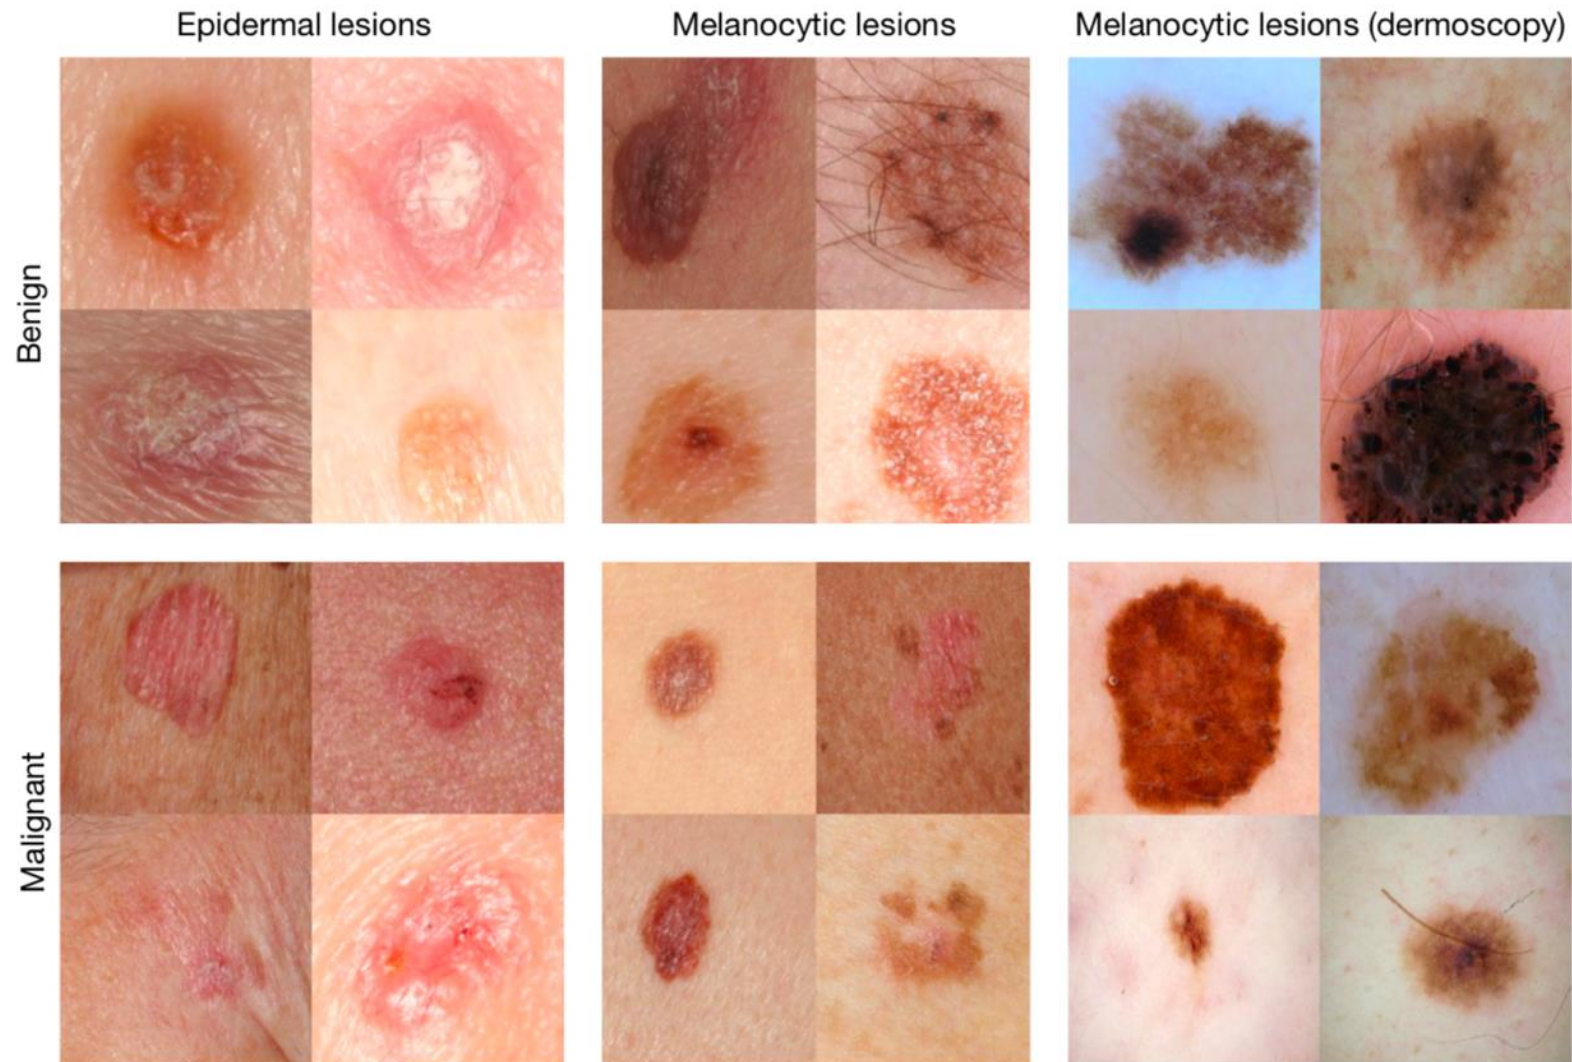 Epidermal lesions
Melanocytic lesions
Melanocytic lesions (dermoscopy)
Benign
Malignant